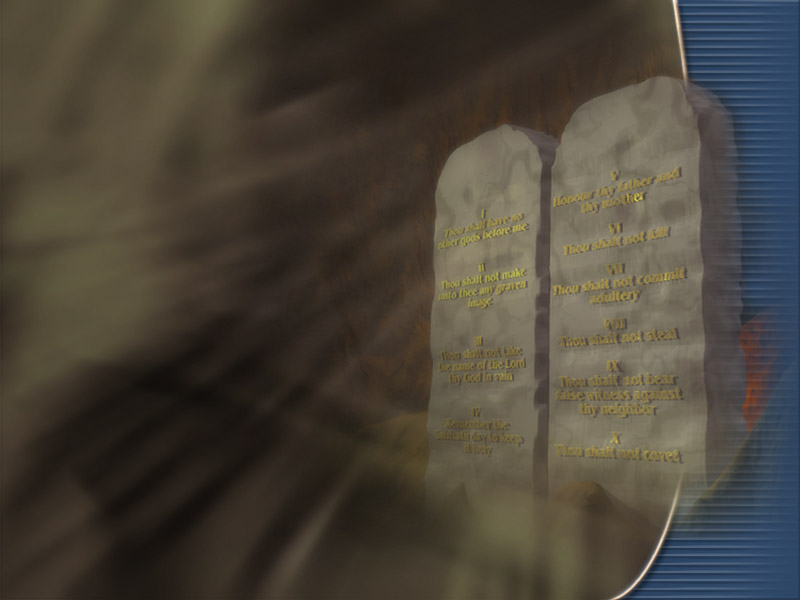 I
Thou shall have no
other gods before me
II
Thou shalt not make
unto thee any graven
image
III
Thou shalt not take
the name of the Lord
thy God in vain
IV
Remember the
Sabbath day to keep
it holy
V
Honour thy father and
thy mother
VI
Thou shalt not kill
VII
Thou shalt not commit
adultery
VIII
Thou shalt not steal
IX
Thou shalt not bear
false witness against
thy neighbor
X
Thou shalt not covet